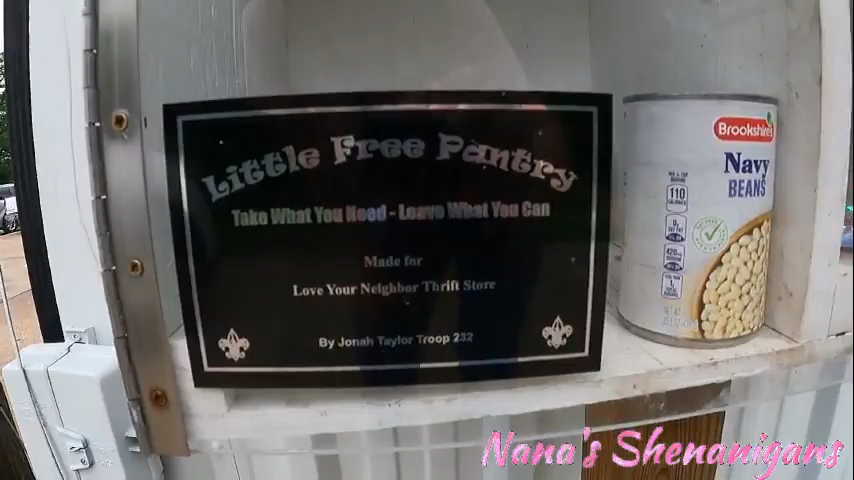 Little Free Pantry
Take What You Need - Leave What You Can
Made for
Love Your Neighbor Thrift Store
By Jonah Taylor Troop 232
Brookshire's
Navy
BEANS
110
Nana's Shenanigans